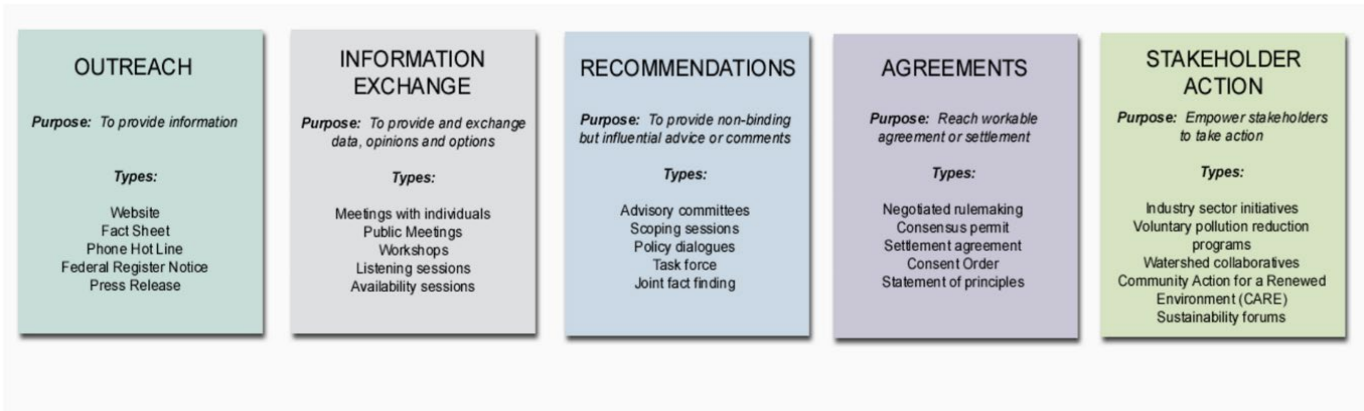 OUTREACH
Purpose: To provide information
Types:
Website
Fact Sheet
Phone Hot Line
Federal Register Notice
Press Release
INFORMATION
EXCHANGE
Purpose: To provide and exchange
data, opinions and options
Types:
Meetings with individuals
Public Meetings
Workshops
Listening sessions
Availability sessions
RECOMMENDATIONS
Purpose: To provide non-binding
but influential advice or comments
Types:
Advisory committees
Scoping sessions
Policy dialogues
Task force
Joint fact finding
AGREEMENTS
Purpose: Reach workable
agreement or settlement
Types:
Negotiated rulemaking
Consensus permit
Settlement agreement
Consent Order
Statement of principles
STAKEHOLDER
ACTION
Purpose: Empower stakeholders
to take action
Types:
Industry sector initiatives
Voluntary pollution reduction
programs
Watershed collaboratives
Community Action for a Renewed
Environment (CARE)
Sustainability forums